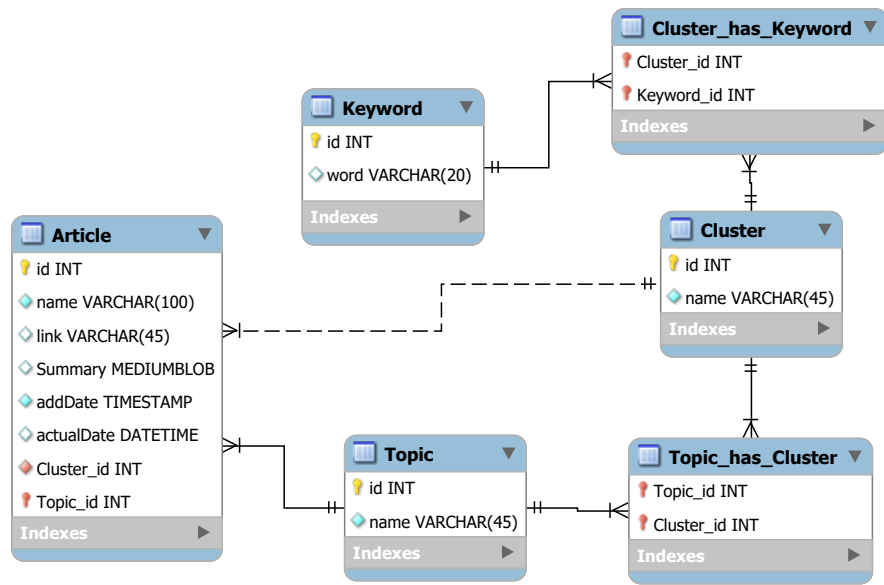 Cluster_has_Keyword
Cluster_id INT
Keyword_id INT
Indexes
Keyword
id INT
word VARCHAR(20)
Indexes
Article
id INT
name VARCHAR(100)
link VARCHAR(45)
Summary MEDIUMBLOB
addDate TIMESTAMP
actualDate DATETIME
Cluster_id INT
Topic_id INT
Indexes
Cluster
id INT
name VARCHAR(45)
Indexes
Topic
id INT
name VARCHAR(45)
Indexes
Topic_has_Cluster
Topic_id INT
Cluster_id INT
Indexes